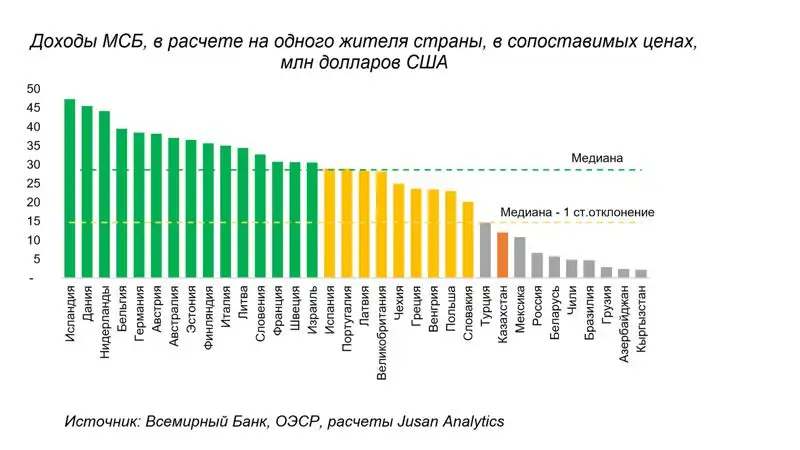 Доходы МСБ, в расчете на одного жителя страны, в сопоставимых ценах,
млн долларов США
50
45
40
35
30
25
20
15
10
5
-
Медиана
Медиана - 1 ст.отклонение
Исландия
Дания
Нидерланды
Бельгия
Германия
Австрия
Австралия
Эстония
Финляндия
Италия
Литва
Словения
Франция
Швеция
Израиль
Испания
Португалия
Латвия
Великобритания
Чехия
Греция
Венгрия
Польша
Словакия
Турция
Казахстан
Мексика
Россия
Беларусь
Чили
Бразилия
Грузия
Азербайджан
Кыргызстан
Источник: Всемирный Банк, ОЭСР, расчеты Jusan Analytics